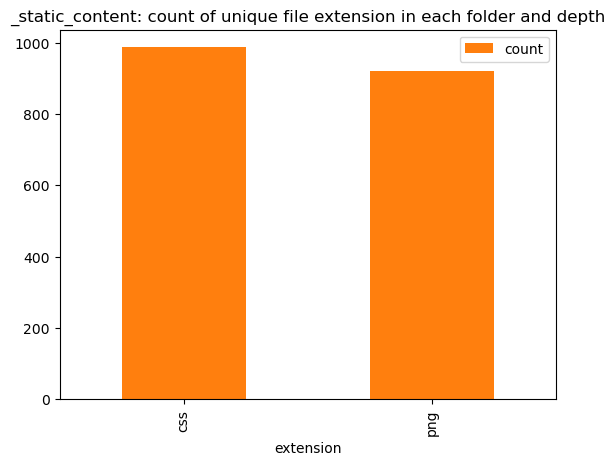 _static_content: count of unique file extension in each folder and depth
count
1000
800
600
400
200
0
css
png
extension